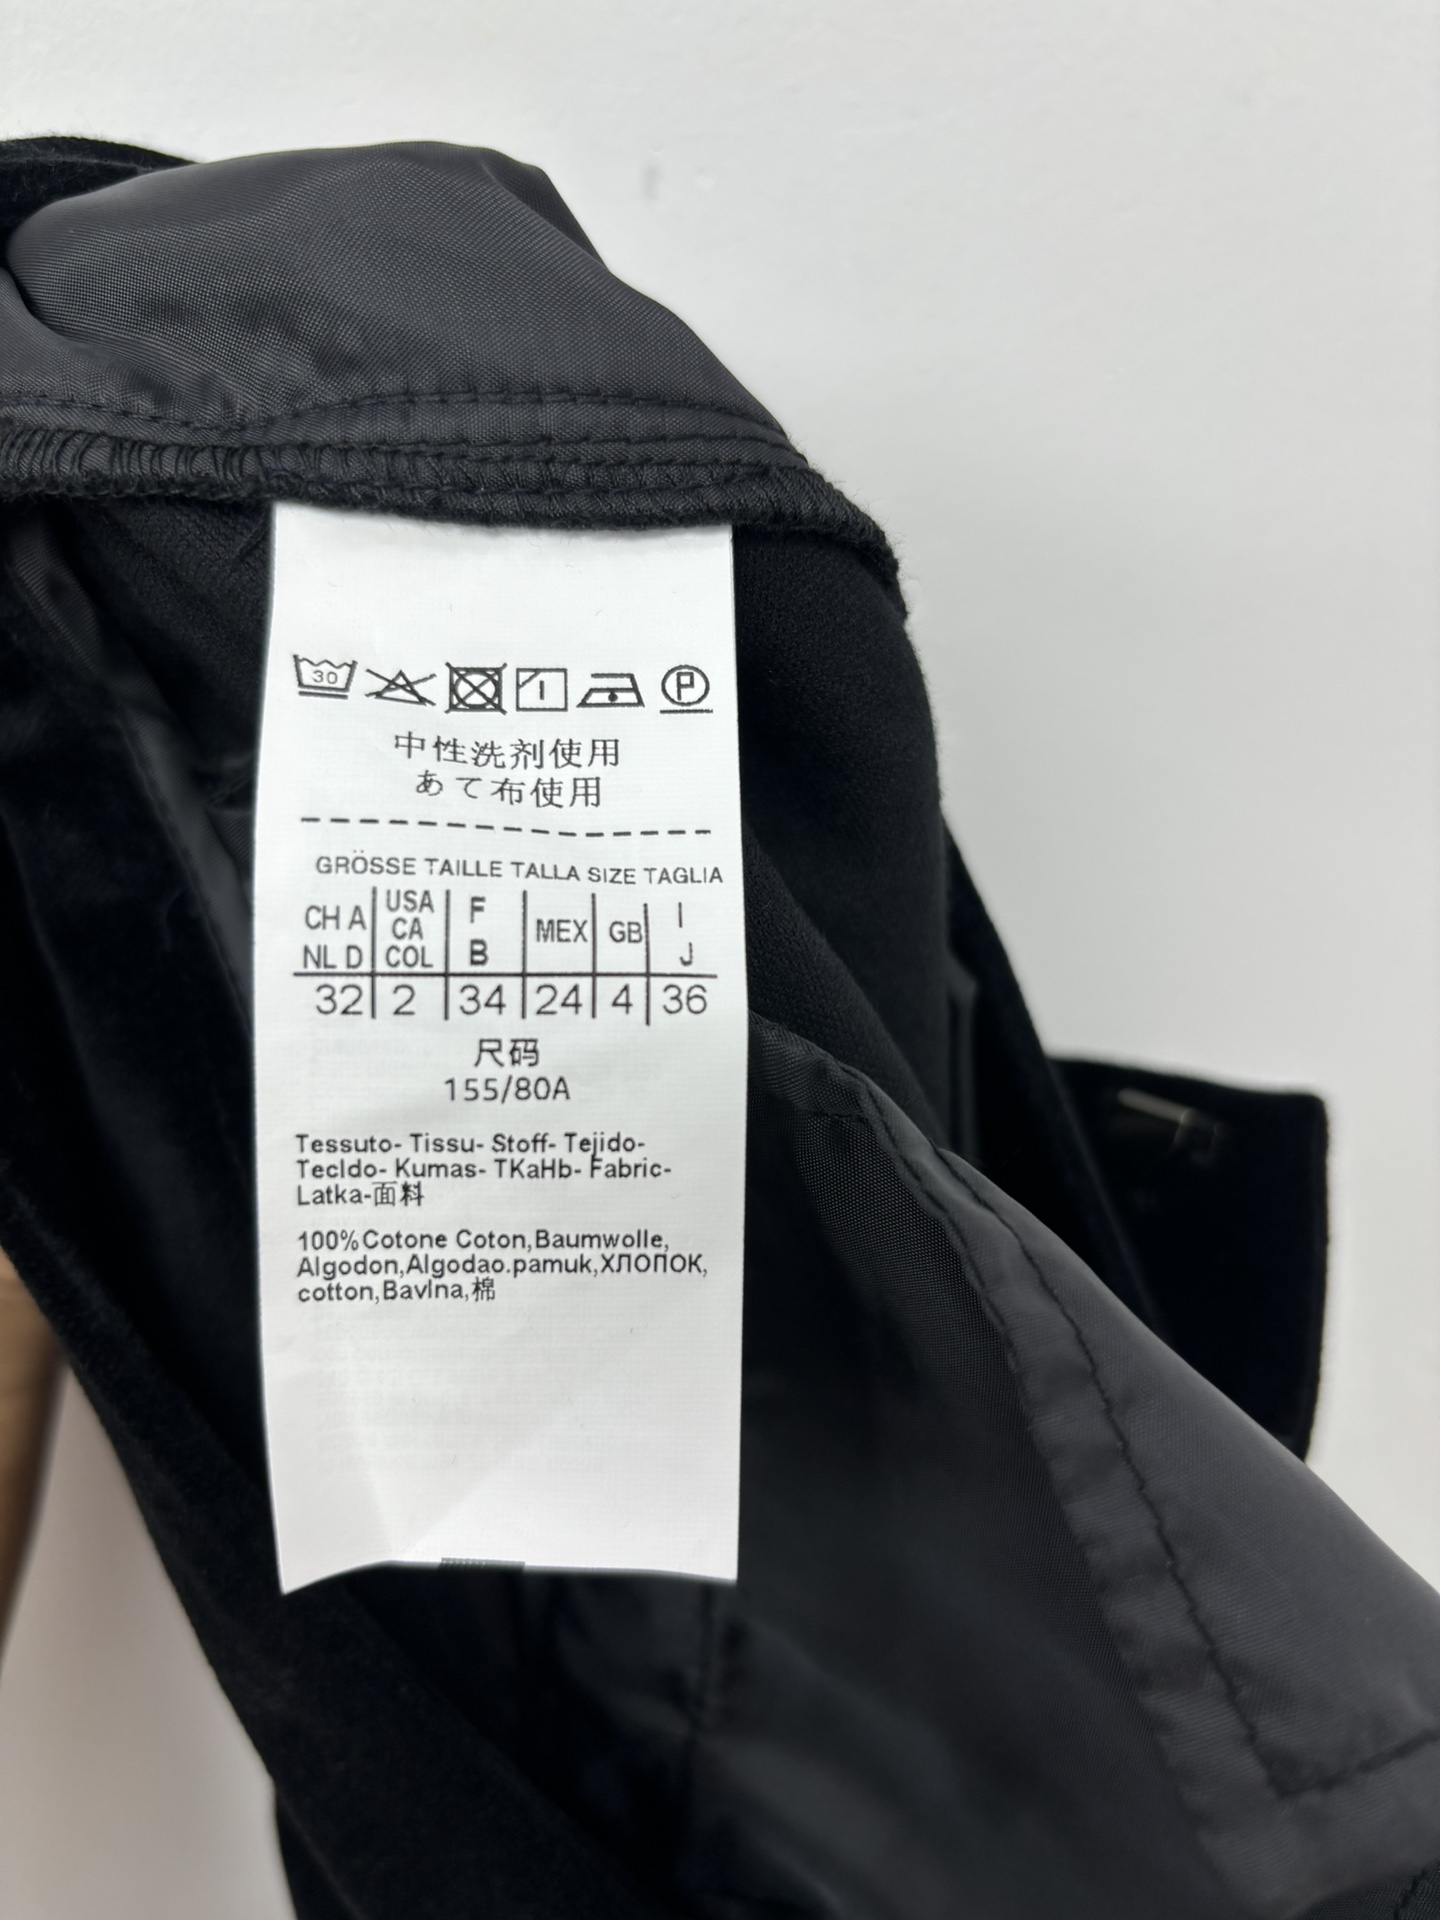 30
P
中性洗剂使用
あて布使用
GRÖSSE TAILLE TALLA SIZE TAGLIA
CH A NL D | USA CA COL | F B | MEX | GB | I J
32 | 2 | 34 | 24 | 4 | 36
尺码
155/80A
Tessuto- Tissu- Stoff- Tejido-
Tecldo- Kumas- TKaHb- Fabric-
Latka-面料
100%Cotone Coton,Baumwolle,
Algodon,Algodao.pamuk,ХЛОПОК,
cotton,Bavlna,棉